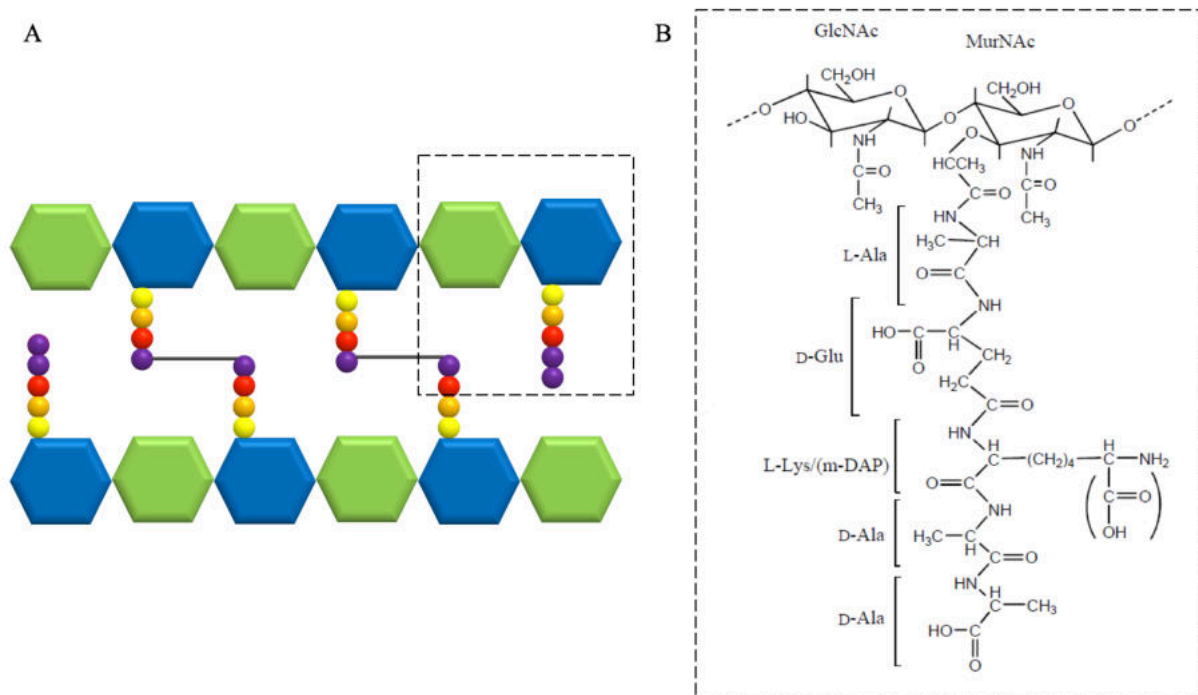 A
B
GlcNAc
MurNAc
CH2OH
CH2OH
O
O
O
O
O
HO
O
NH
NH
HCCH3
C=O
C=O
C=O
CH3
CH3
HN
L-Ala
H3C
CH
O=C
NH
HO-C
CH
O
D-Glu
CH2
H2C
C=O
HN
H
L-Lys/(m-DAP)
C
(CH2)4
H
C
NH2
O=C
C=O
OH
NH
D-Ala
H3C
C
H
C=O
HN
H
C
CH3
D-Ala
HO-C
O